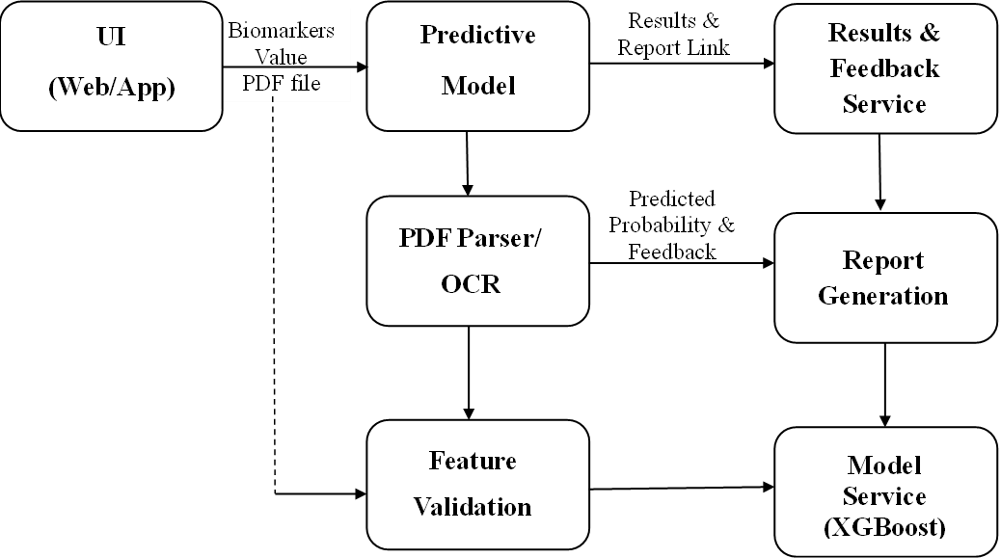 UI
(Web/App)
Biomarkers
Value
PDF file
Predictive
Model
Results &
Report Link
Results &
Feedback
Service
PDF Parser/
OCR
Predicted
Probability &
Feedback
Report
Generation
Feature
Validation
Model
Service
(XGBoost)